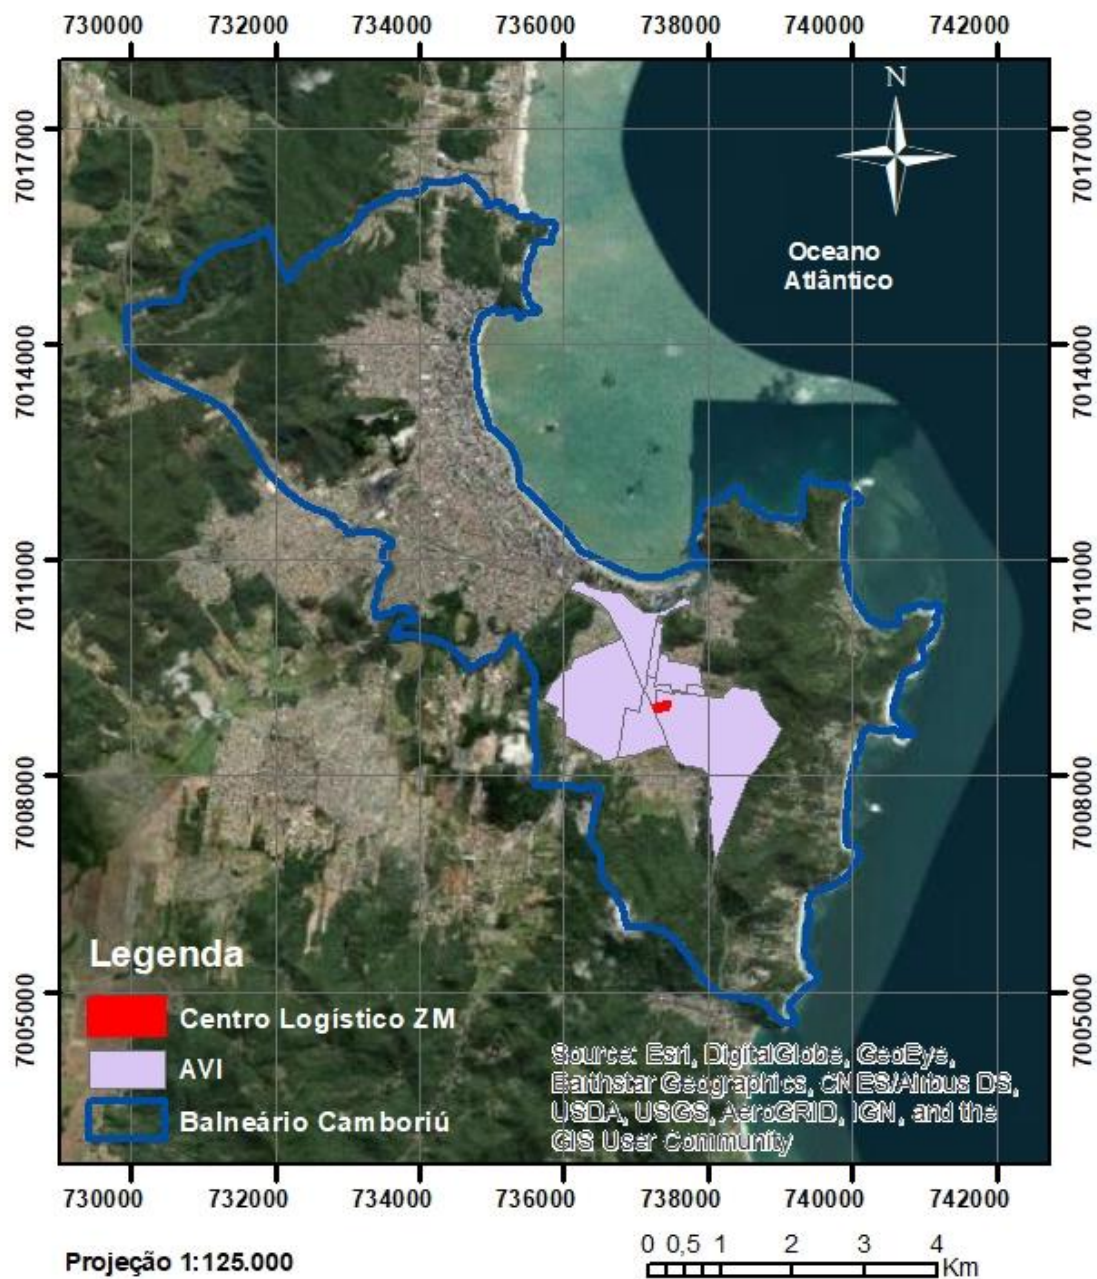 730000 732000 734000 736000 738000 740000 742000
N
7017000 7017000
Oceano
Atlântico
7014000 7014000
7011000 7011000
7008000 7008000
Legenda
7005000 7005000
Centro Logístico ZM
AVI
Balneário Camboriú
Source: Esri, DigitalGlobe, GeoEye,
Earthstar Geographics, CNES/Airbus DS,
USDA, USGS, AeroGRID, IGN, and the
GIS User Community
730000 732000 734000 736000 738000 740000 742000
Projeção 1:125.000
0 0,5 1 2 3 4
Km